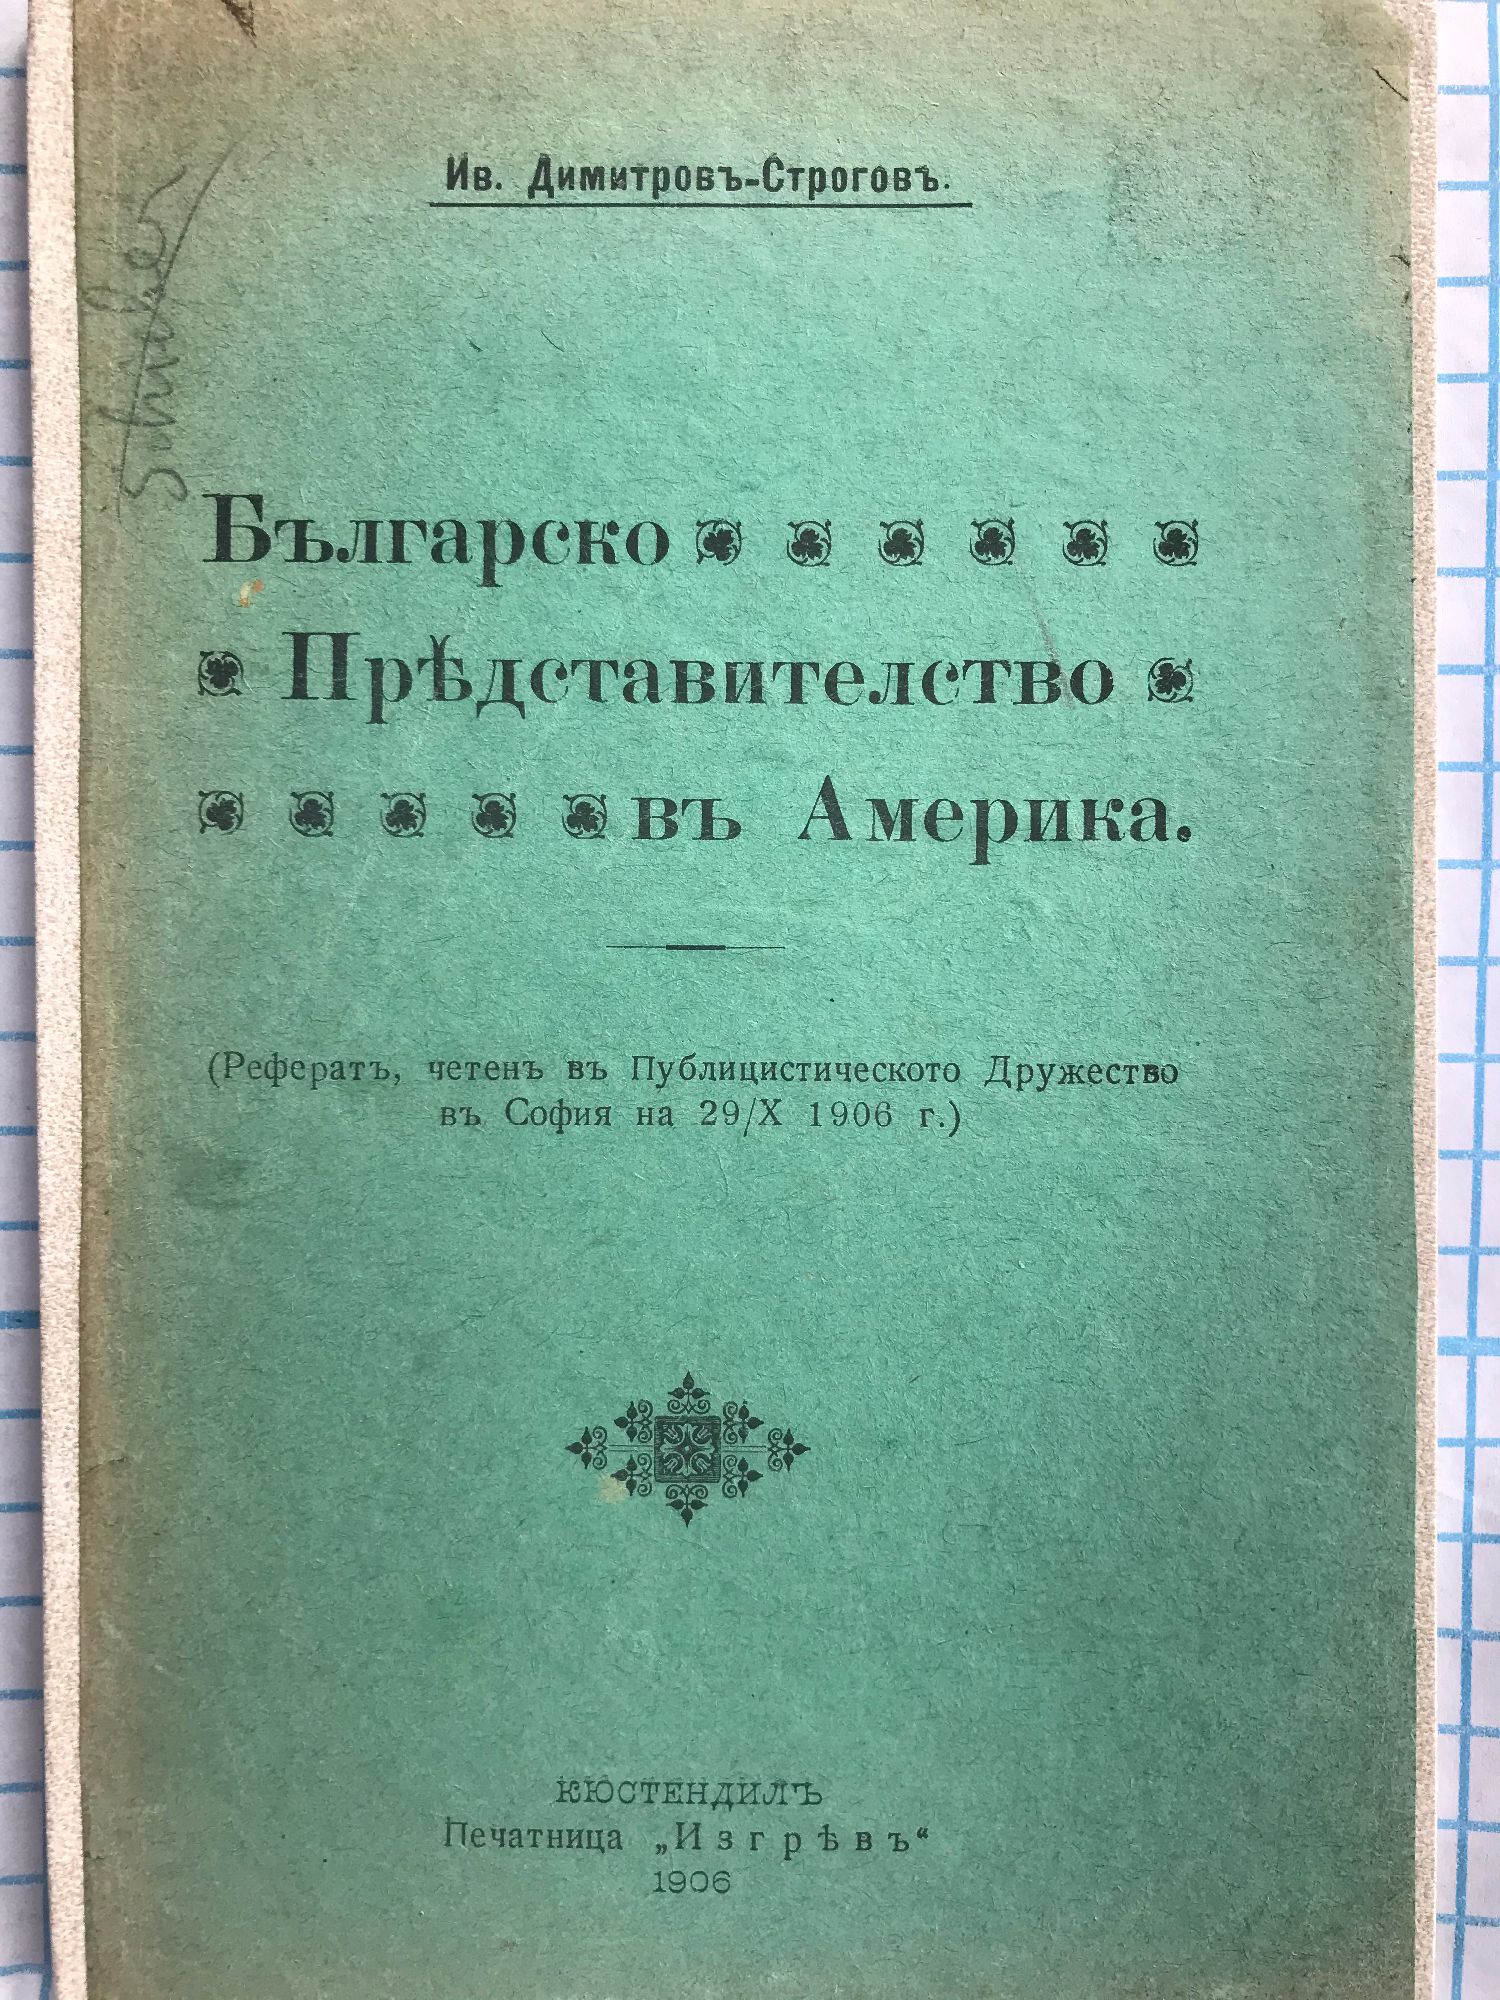 Ив. Димитровъ-Строговъ.
Българско
Прѣдставителство
въ Америка.
(Рефератъ, четенъ въ Публицистическото Дружество
въ София на 29/X 1906 г.)
КЮСТЕНДИЛЪ
Печатница „Изгрѣвъ“
1906